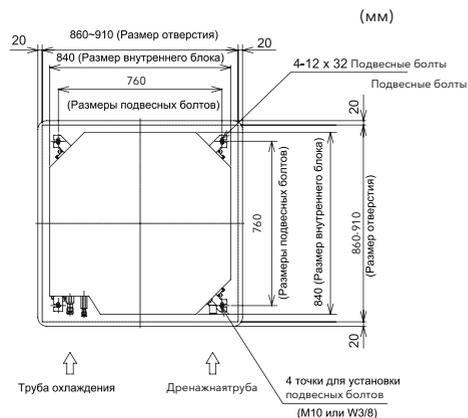 (мм)
860~910 (Размер отверстия)
20
20
840 (Размер внутреннего блока)
760
(Размеры подвесных болтов)
4-12 x 32 Подвесные болты
Подвесные болты
20
760
(Размеры подвесных болтов)
840 (Размер внутреннего блока)
860-910
(Размер отверстия)
20
Труба охлаждения
Дренажнаятруба
4 точки для установки
подвесных болтов
(М10 или W3/8)